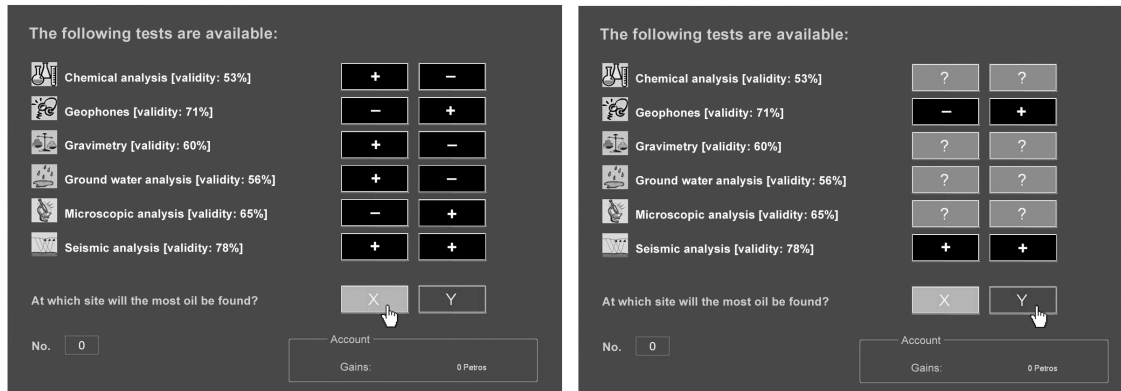 The following tests are available:
Chemical analysis [validity: 53%] + –
Geophones [validity: 71%] – +
Gravimetry [validity: 60%] + –
Ground water analysis [validity: 56%] + –
Microscopic analysis [validity: 65%] – +
Seismic analysis [validity: 78%] + +
At which site will the most oil be found? X Y
No. 0
Account
Gains: 0 Petros
The following tests are available:
Chemical analysis [validity: 53%] ? ?
Geophones [validity: 71%] – +
Gravimetry [validity: 60%] ? ?
Ground water analysis [validity: 56%] ? ?
Microscopic analysis [validity: 65%] ? ?
Seismic analysis [validity: 78%] + +
At which site will the most oil be found? X Y
No. 0
Account
Gains: 0 Petros